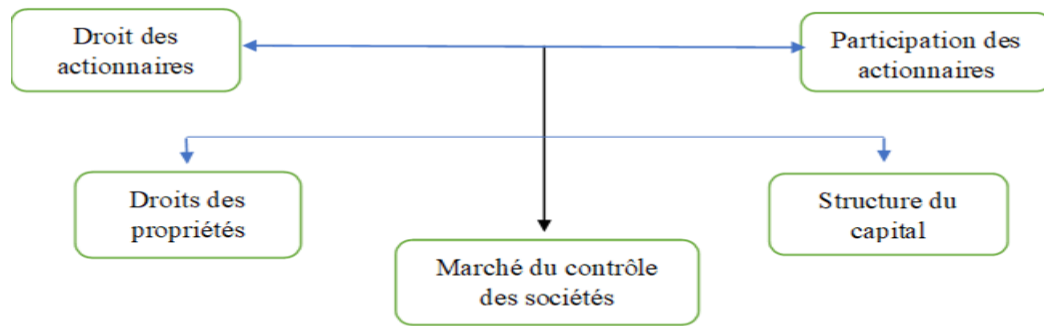 Droit des
actionnaires
Participation des
actionnaires
Droits des
propriétés
Structure du
capital
Marché du contrôle
des sociétés